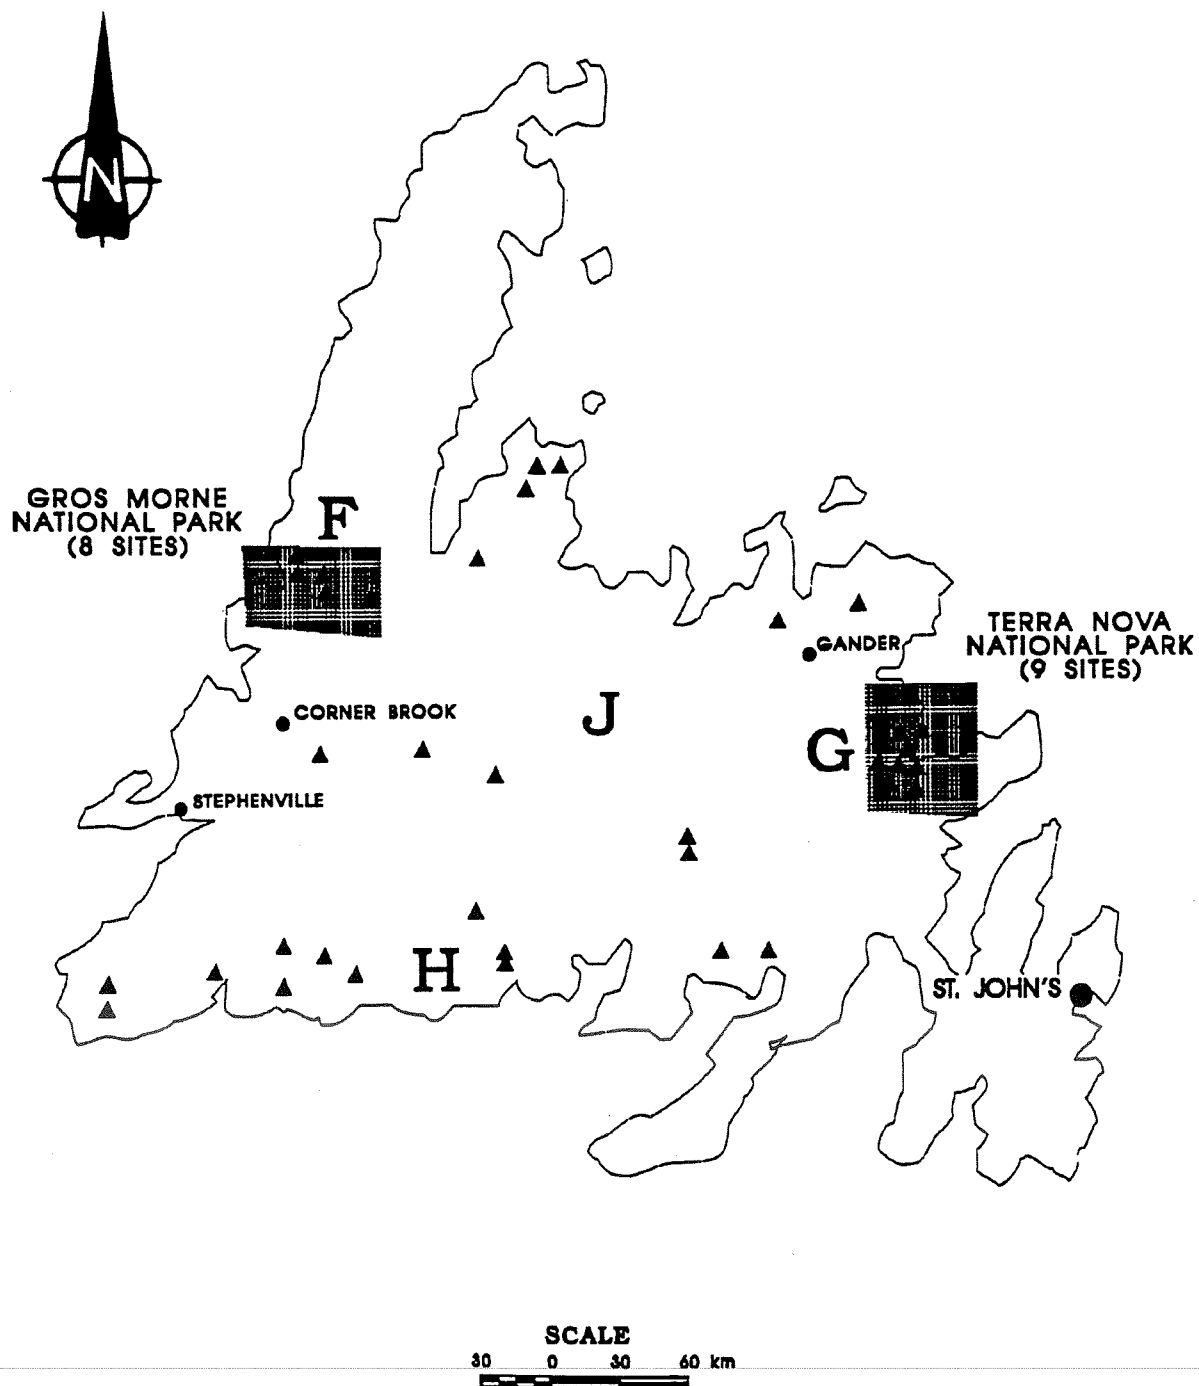 N
GROS MORNE
NATIONAL PARK
(8 SITES)
F
TERRA NOVA
NATIONAL PARK
(9 SITES)
GANDER
CORNER BROOK
J
G
STEPHENVILLE
H
ST. JOHN'S
SCALE
30 0 30 60 km